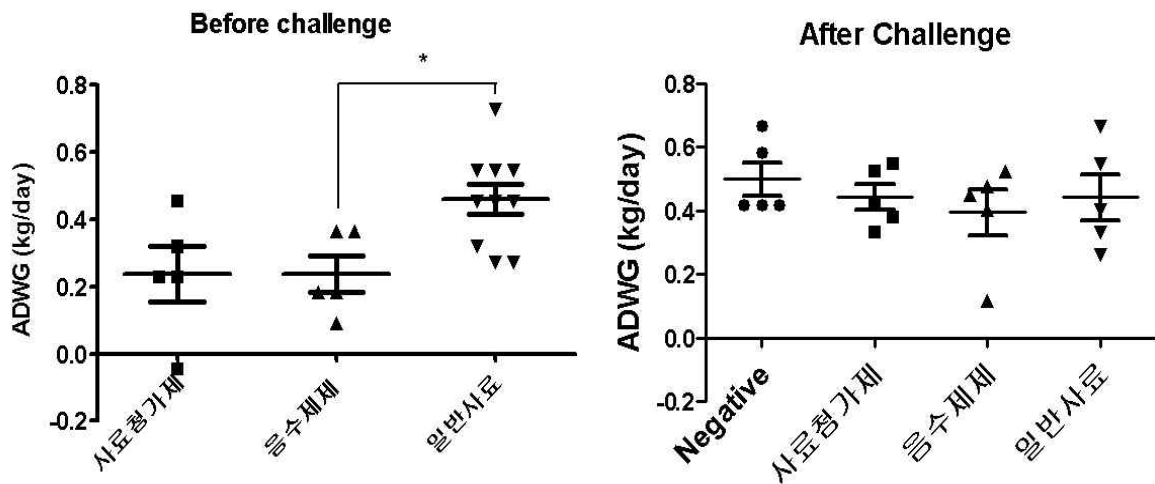 Before challenge
*
ADWG (kg/day)
0.8
0.6
0.4
0.2
0.0
-0.2
사료첨가제
음수제제
일반사료
After Challenge
ADWG (kg/day)
0.8
0.6
0.4
0.2
0.0
-0.2
Negative
사료첨가제
음수제제
일반사료